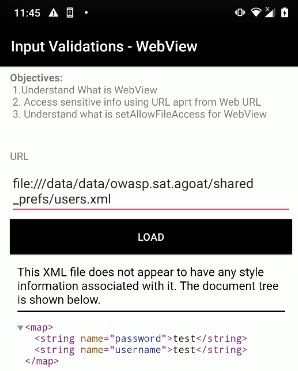 11:45
Input Validations - WebView
Objectives:
1.Understand What is WebView
2. Access sensitive info using URL aprt from Web URL
3. Understand what is setAllowFileAccess for WebView
URL
file:///data/data/owasp.sat.agoat/shared
_prefs/users.xml
LOAD
This XML file does not appear to have any style
information associated with it. The document tree
is shown below.
▼<map>
<string name="password">test</string>
<string name="username">test</string>
</map>